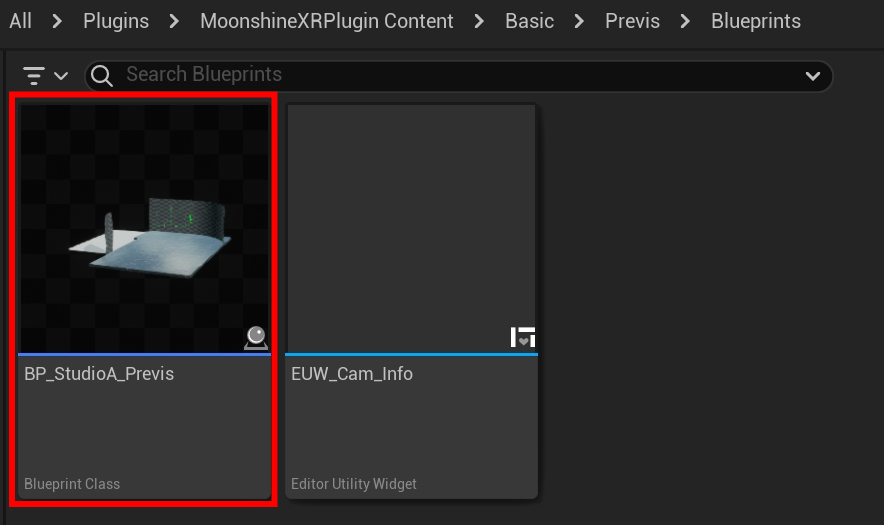 All > Plugins > MoonshineXRPlugin Content > Basic > Previs > Blueprints
Search Blueprints
BP_StudioA_Previs
EUW_Cam_Info
Blueprint Class
Editor Utility Widget